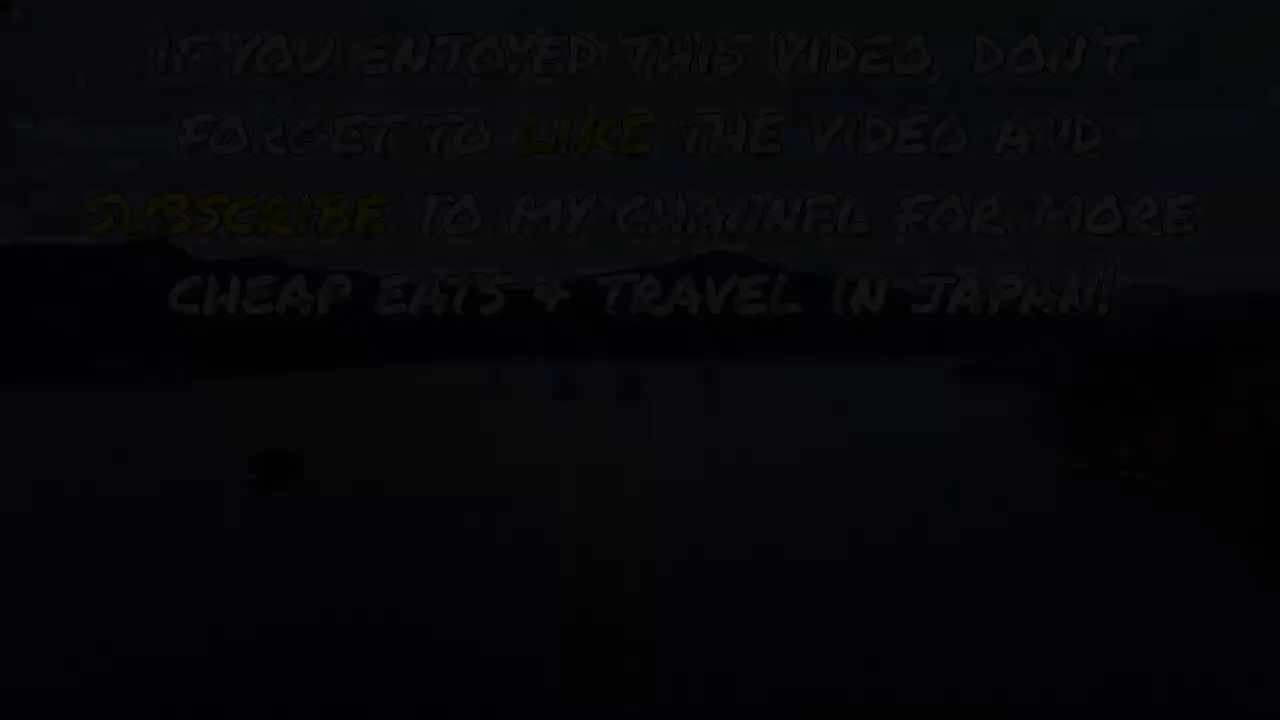 IF YOU ENJOYED THIS VIDEO, DON'T
FORGET TO LIKE THE VIDEO AND
SUBSCRIBE TO MY CHANNEL FOR MORE
CHEAP EATS & TRAVEL IN JAPAN!